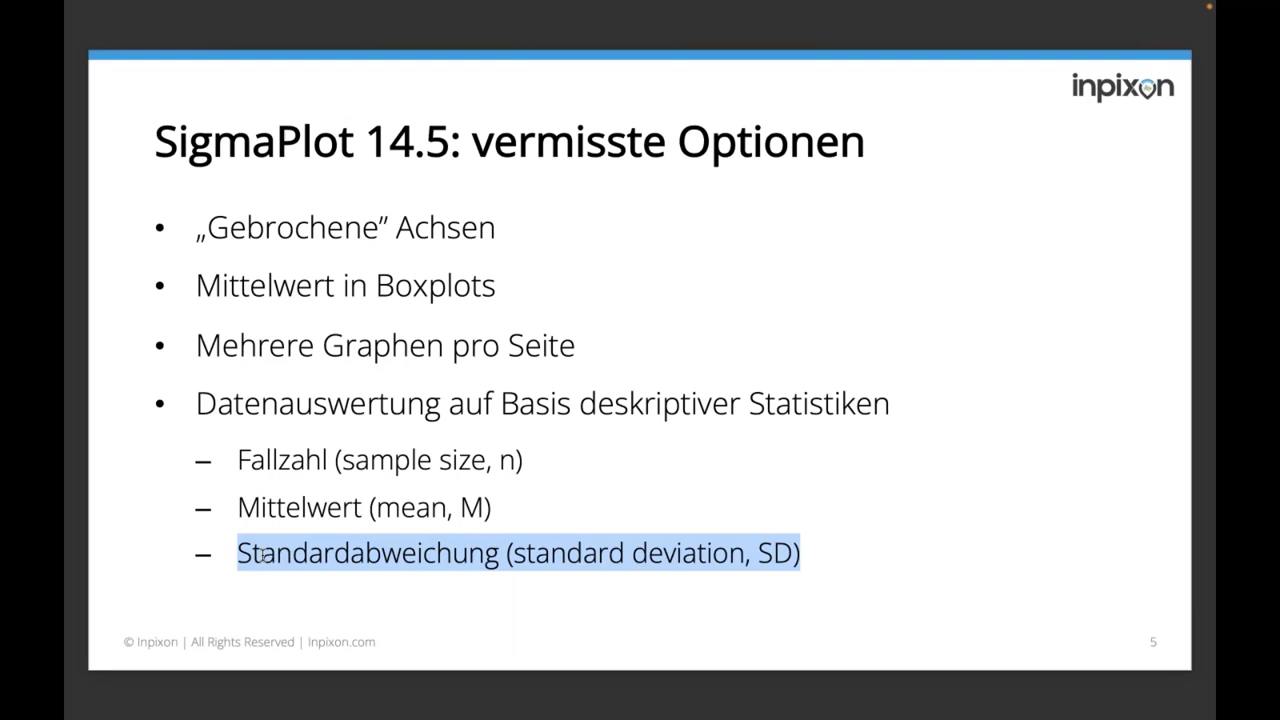 inpixon
SigmaPlot 14.5: vermisste Optionen
• „Gebrochene” Achsen
• Mittelwert in Boxplots
• Mehrere Graphen pro Seite
• Datenauswertung auf Basis deskriptiver Statistiken
– Fallzahl (sample size, n)
– Mittelwert (mean, M)
– Standardabweichung (standard deviation, SD)
© Inpixon | All Rights Reserved | Inpixon.com
5